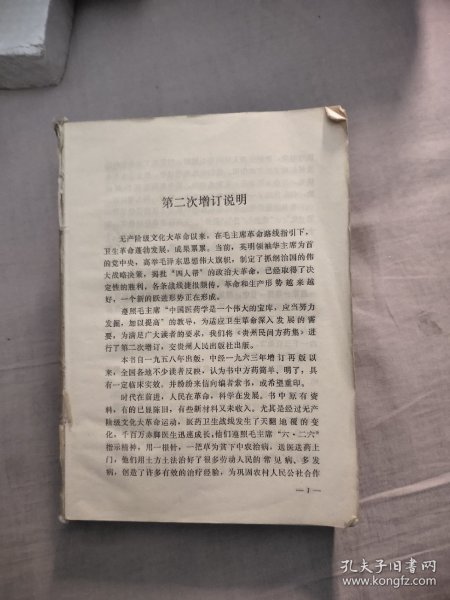 第二次增订说明
无产阶级文化大革命以来，在毛主席革命路线指引下，
卫生革命蓬勃发展，成果累累。当前，英明领袖华主席为首
的党中央，高举毛泽东思想伟大旗帜，制定了抓纲治国的伟
大战略决策，揭批“四人帮”的政治大革命，已经取得了决
定性的胜利，各条战线捷报频传，革命和生产形势越来越
好，一个新的跃进形势正在形成。
遵照毛主席“中国医药学是一个伟大的宝库，应当努力
发掘，加以提高”的教导，为适应卫生革命深入发展的需
要，为满足广大读者的要求，我们将《贵州民间方药集》进
行了第二次增订，交贵州人民出版社出版。
本书自一九五八年出版，中经一九六三年增订再版以
来，全国各地不少读者反映，认为书中方药简单、明了，具
有一定临床实效，并纷纷来信向编者索书，或希望重印。
时代在前进，人民在革命，科学在发展。书中原有资
料，有的已显陈旧，有些新材料又未收入。尤其是经过无产
阶级文化大革命运动，医药卫生战线发生了天翻地覆的变
化，千百万赤脚医生迅速成长，他们遵照毛主席“六·二六”
指示精神，用一根针，一把草为贫下中农治病，送医送药上
门，他们用土方土法治好了很多劳动人民的常见病、多发
病，创造了许多有效的治疗经验，为巩固农村人民公社合作
— 1 —
孔夫子旧书网
www.kongfz.com